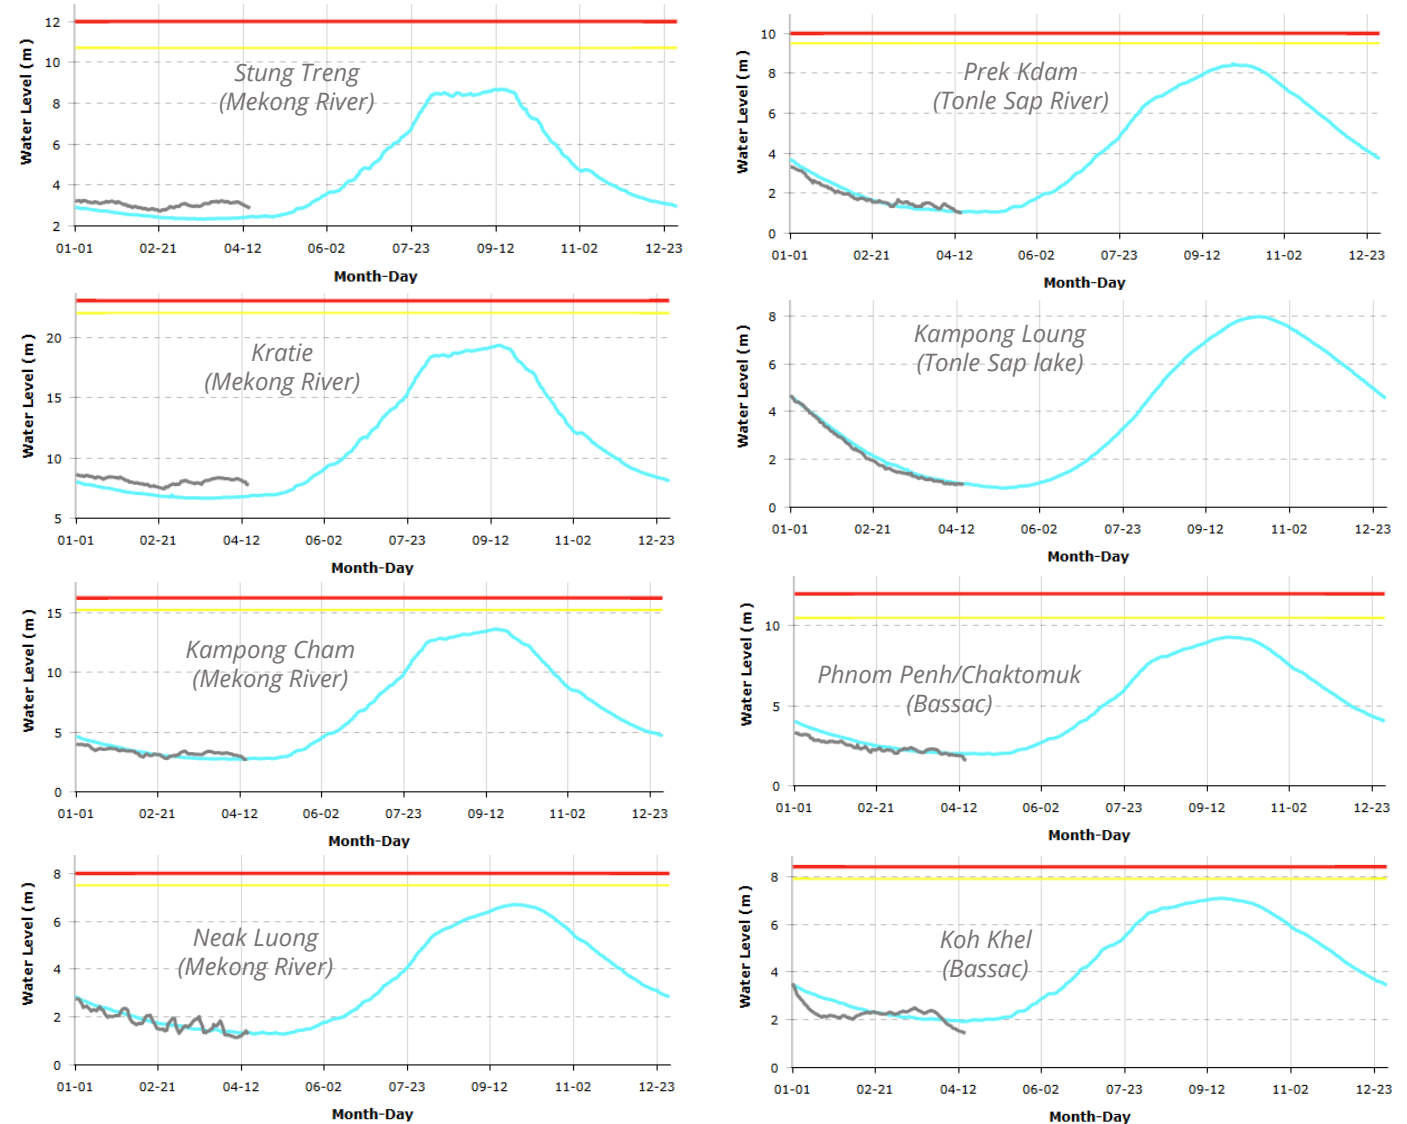 Water Level (m)
12
10
8
6
4
2
Stung Treng
(Mekong River)
01-01 02-21 04-12 06-02 07-23 09-12 11-02 12-23
Month-Day
Water Level (m)
20
15
10
5
Kratie
(Mekong River)
01-01 02-21 04-12 06-02 07-23 09-12 11-02 12-23
Month-Day
Water Level (m)
15
10
5
0
Kampong Cham
(Mekong River)
01-01 02-21 04-12 06-02 07-23 09-12 11-02 12-23
Month-Day
Water Level (m)
8
6
4
2
0
Neak Luong
(Mekong River)
01-01 02-21 04-12 06-02 07-23 09-12 11-02 12-23
Month-Day
Water Level (m)
10
8
6
4
2
0
Prek Kdam
(Tonle Sap River)
01-01 02-21 04-12 06-02 07-23 09-12 11-02 12-23
Month-Day
Water Level (m)
8
6
4
2
0
Kampong Loung
(Tonle Sap lake)
01-01 02-21 04-12 06-02 07-23 09-12 11-02 12-23
Month-Day
Water Level (m)
10
5
0
Phnom Penh/Chaktomuk
(Bassac)
01-01 02-21 04-12 06-02 07-23 09-12 11-02 12-23
Month-Day
Water Level (m)
8
6
4
2
0
Koh Khel
(Bassac)
01-01 02-21 04-12 06-02 07-23 09-12 11-02 12-23
Month-Day